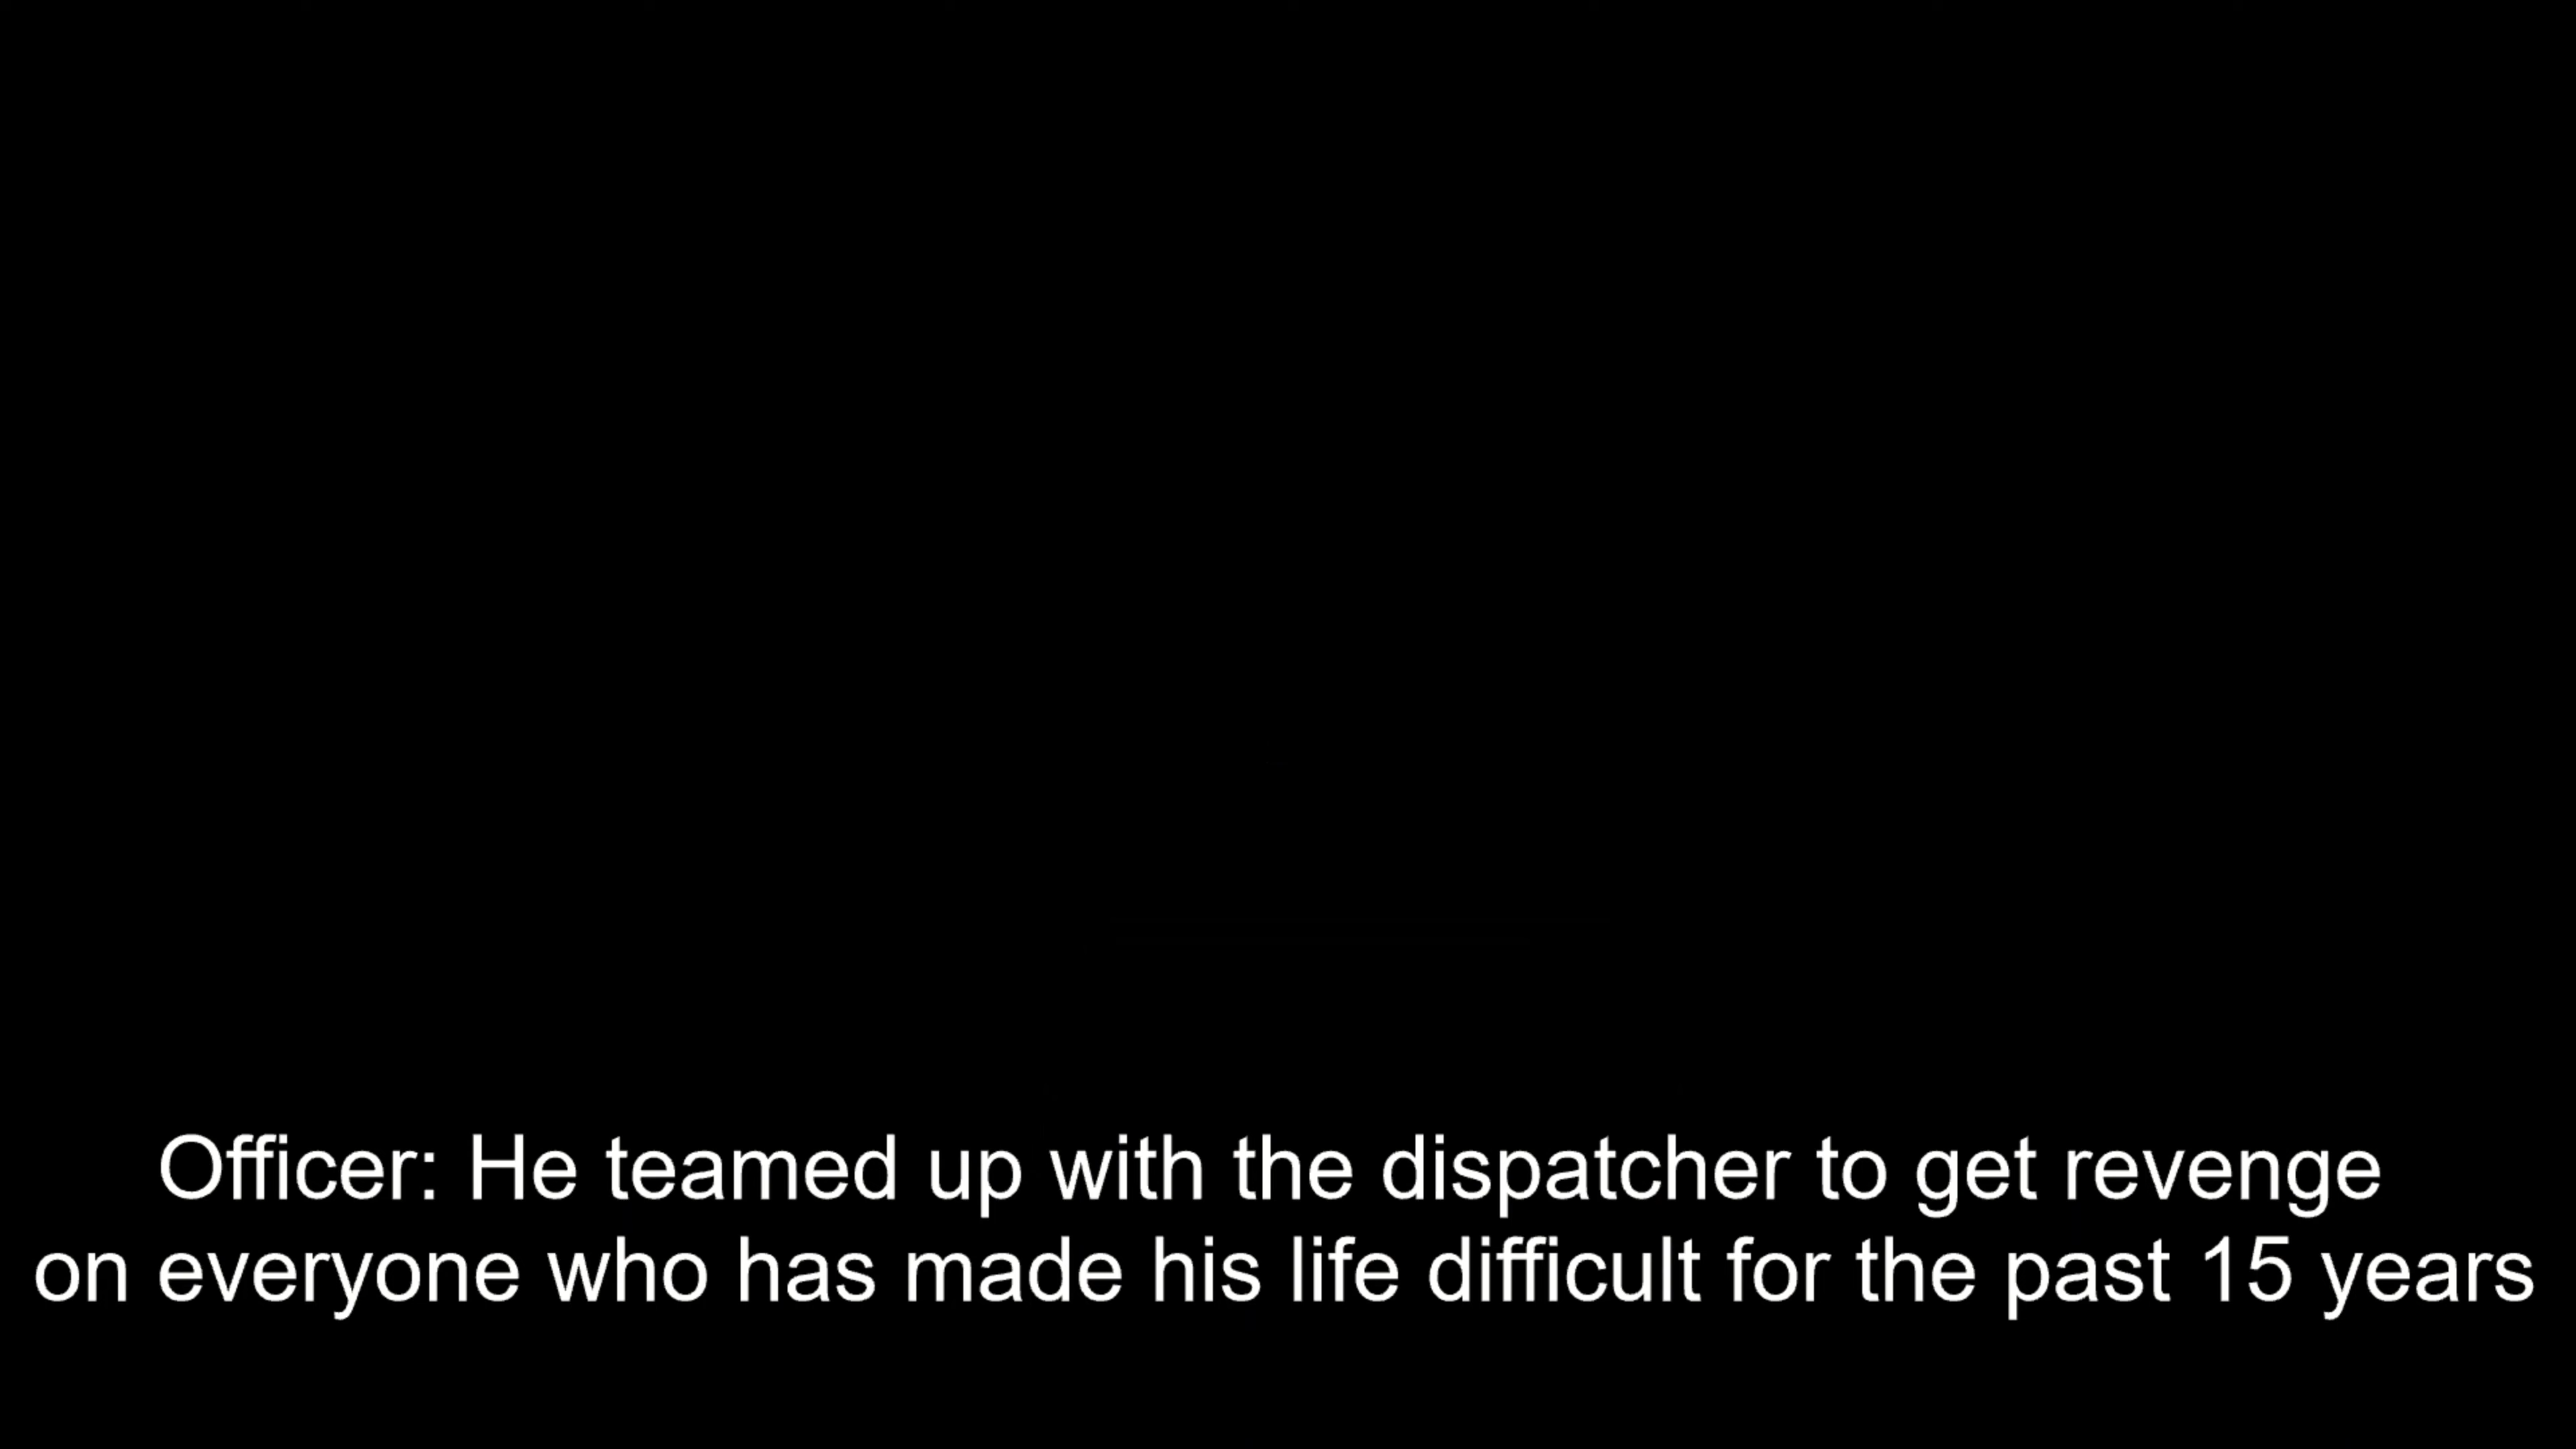 Officer: He teamed up with the dispatcher to get revenge
on everyone who has made his life difficult for the past 15 years